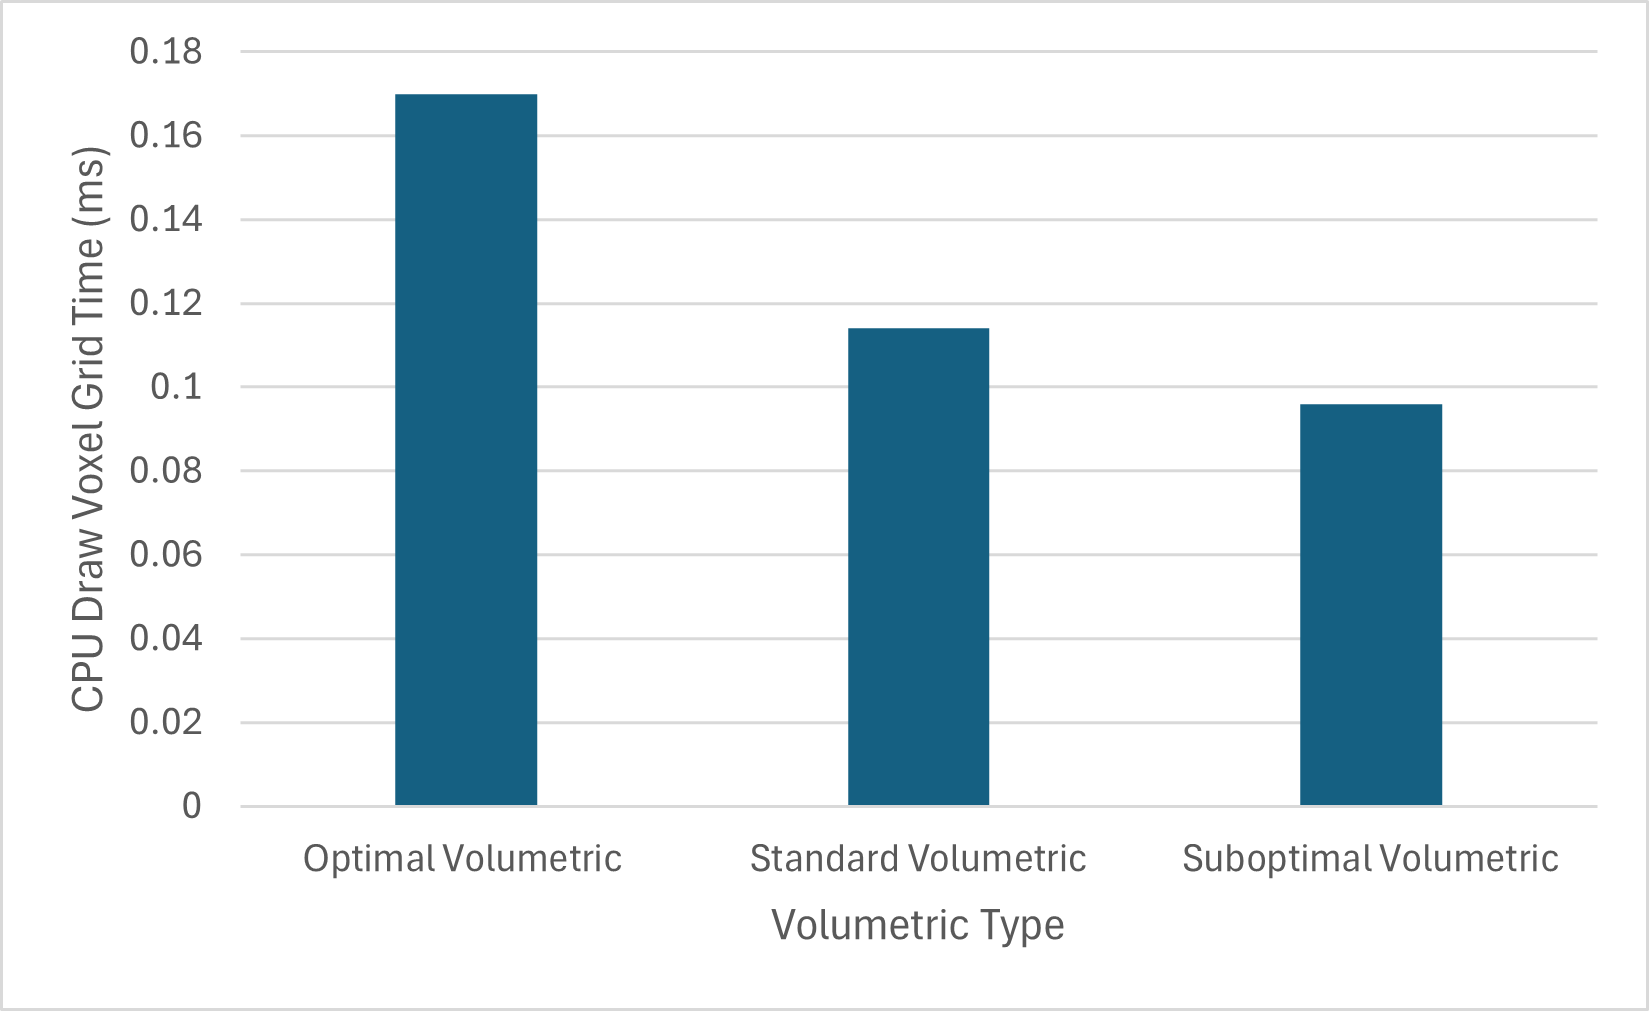 CPU Draw Voxel Grid Time (ms)
0.18
0.16
0.14
0.12
0.1
0.08
0.06
0.04
0.02
0
Optimal Volumetric
Standard Volumetric
Suboptimal Volumetric
Volumetric Type